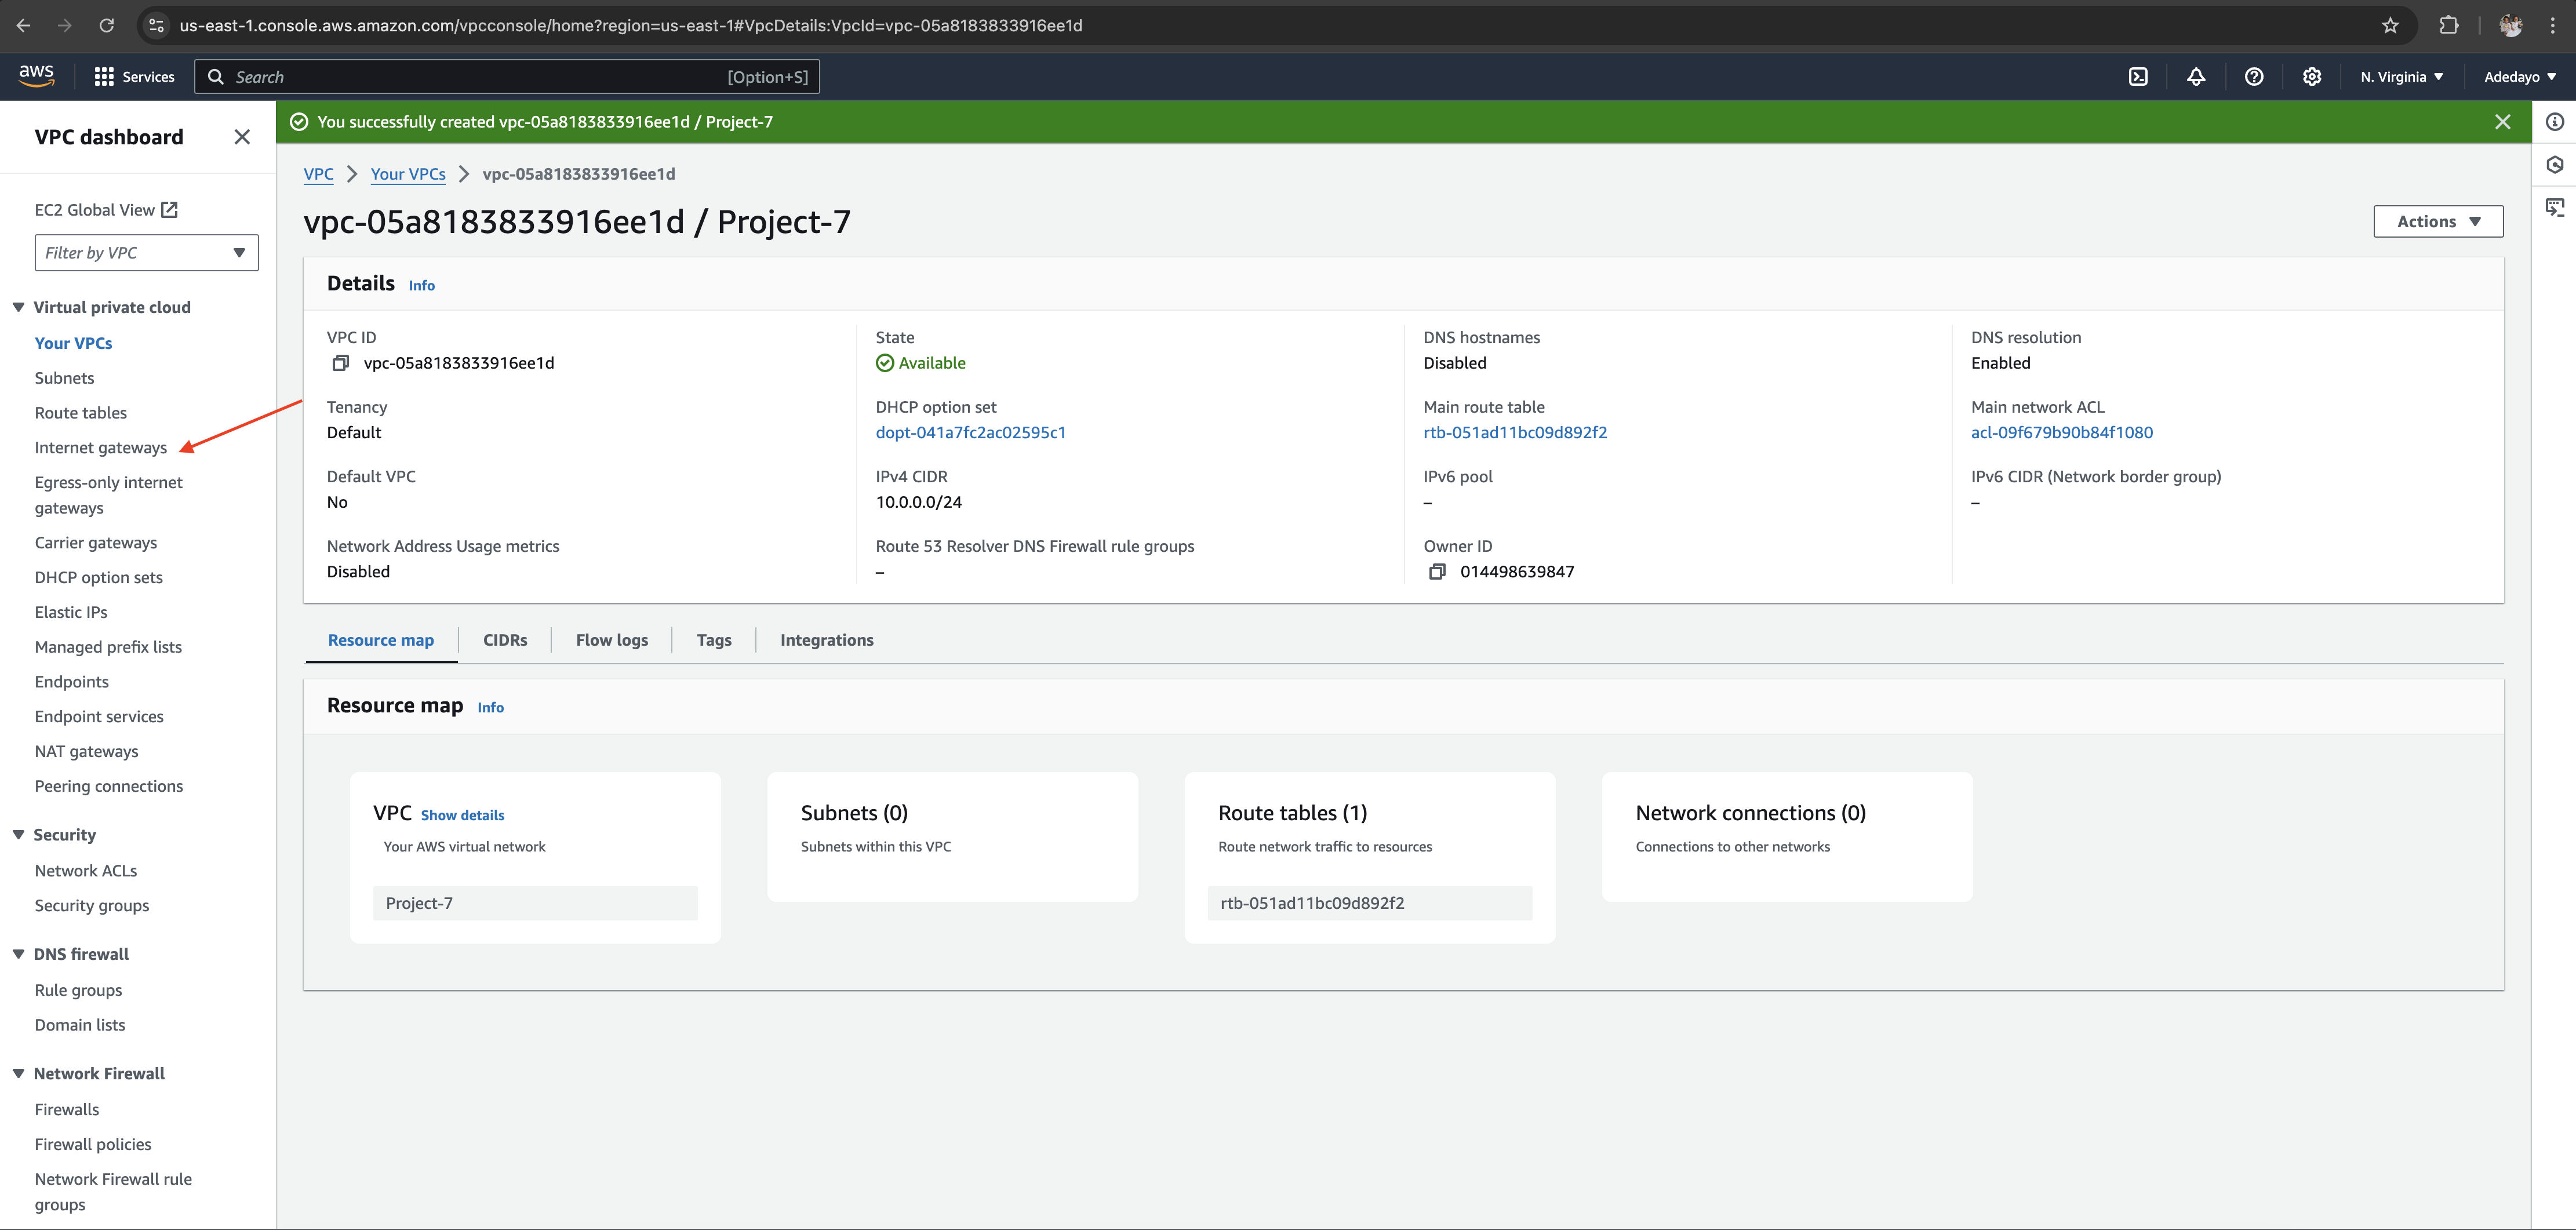 us-east-1.console.aws.amazon.com/vpcconsole/home?region=us-east-1#VpcDetails:VpcId=vpc-05a8183833916ee1d
aws
Services
Search
[Option+S]
N. Virginia
Adedayo
VPC dashboard
EC2 Global View
Filter by VPC
Virtual private cloud
Your VPCs
Subnets
Route tables
Internet gateways
Egress-only internet
gateways
Carrier gateways
DHCP option sets
Elastic IPs
Managed prefix lists
Endpoints
Endpoint services
NAT gateways
Peering connections
Security
Network ACLs
Security groups
DNS firewall
Rule groups
Domain lists
Network Firewall
Firewalls
Firewall policies
Network Firewall rule
groups
You successfully created vpc-05a8183833916ee1d / Project-7
VPC
Your VPCs
vpc-05a8183833916ee1d
vpc-05a8183833916ee1d / Project-7
Actions
Details Info
VPC ID
vpc-05a8183833916ee1d
State
Available
DNS hostnames
Disabled
DNS resolution
Enabled
Tenancy
Default
DHCP option set
dopt-041a7fc2ac02595c1
Main route table
rtb-051ad11bc09d892f2
Main network ACL
acl-09f679b90b84f1080
Default VPC
No
IPv4 CIDR
10.0.0.0/24
IPv6 pool
–
IPv6 CIDR (Network border group)
–
Network Address Usage metrics
Disabled
Route 53 Resolver DNS Firewall rule groups
–
Owner ID
014498639847
Resource map
CIDRs
Flow logs
Tags
Integrations
Resource map Info
VPC Show details
Your AWS virtual network
Project-7
Subnets (0)
Subnets within this VPC
Route tables (1)
Route network traffic to resources
rtb-051ad11bc09d892f2
Network connections (0)
Connections to other networks